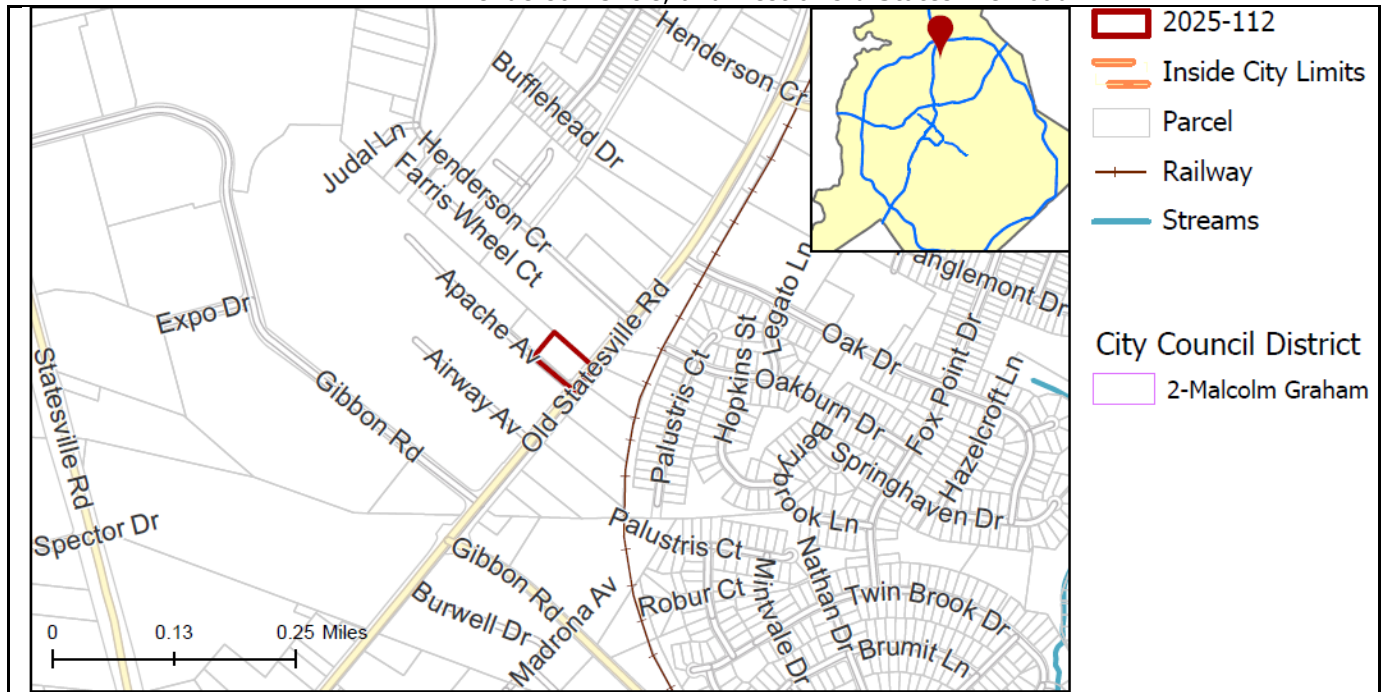 Henderson Cr
Bufflehead Dr
Judal Ln
Henderson Cr
Farris Wheel Ct
Apache Av
Airway Av
Expo Dr
Gibbon Rd
Statesville Rd
Spector Dr
Old Statesville Rd
Legato Ln
Hopkins St
Palustris Ct
Oak Dr
anglemont Dr
Oakburn Dr
Fox Point Dr
Hazelcroft Ln
Berrybrook Ln
Springhaven Dr
Palustris Ct
Gibbon Rd
Burwell Dr
Madrona Av
Robur Ct
Mintvale Dr
Nathan Dr
Twin Brook Dr
Brumit Ln
0 0.13 0.25 Miles
2025-112
Inside City Limits
Parcel
Railway
Streams
City Council District
2-Malcolm Graham